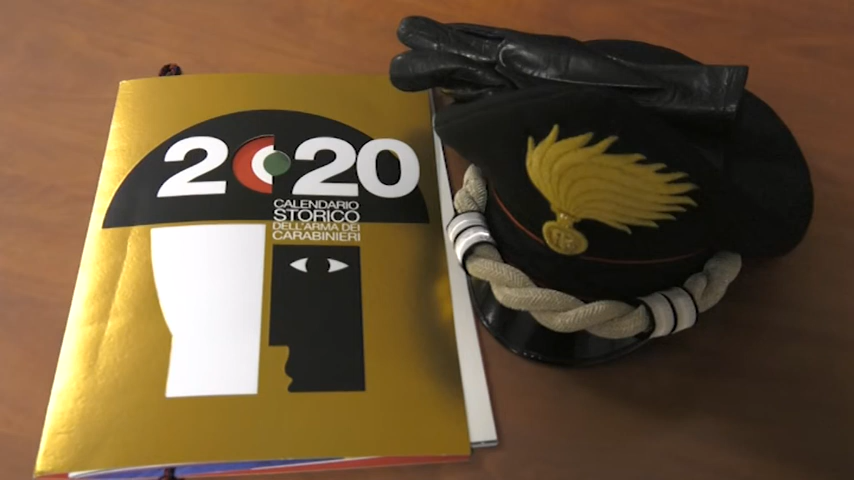 2020
CALENDARIO
STORICO
DELL'ARMA DEI
CARABINIERI